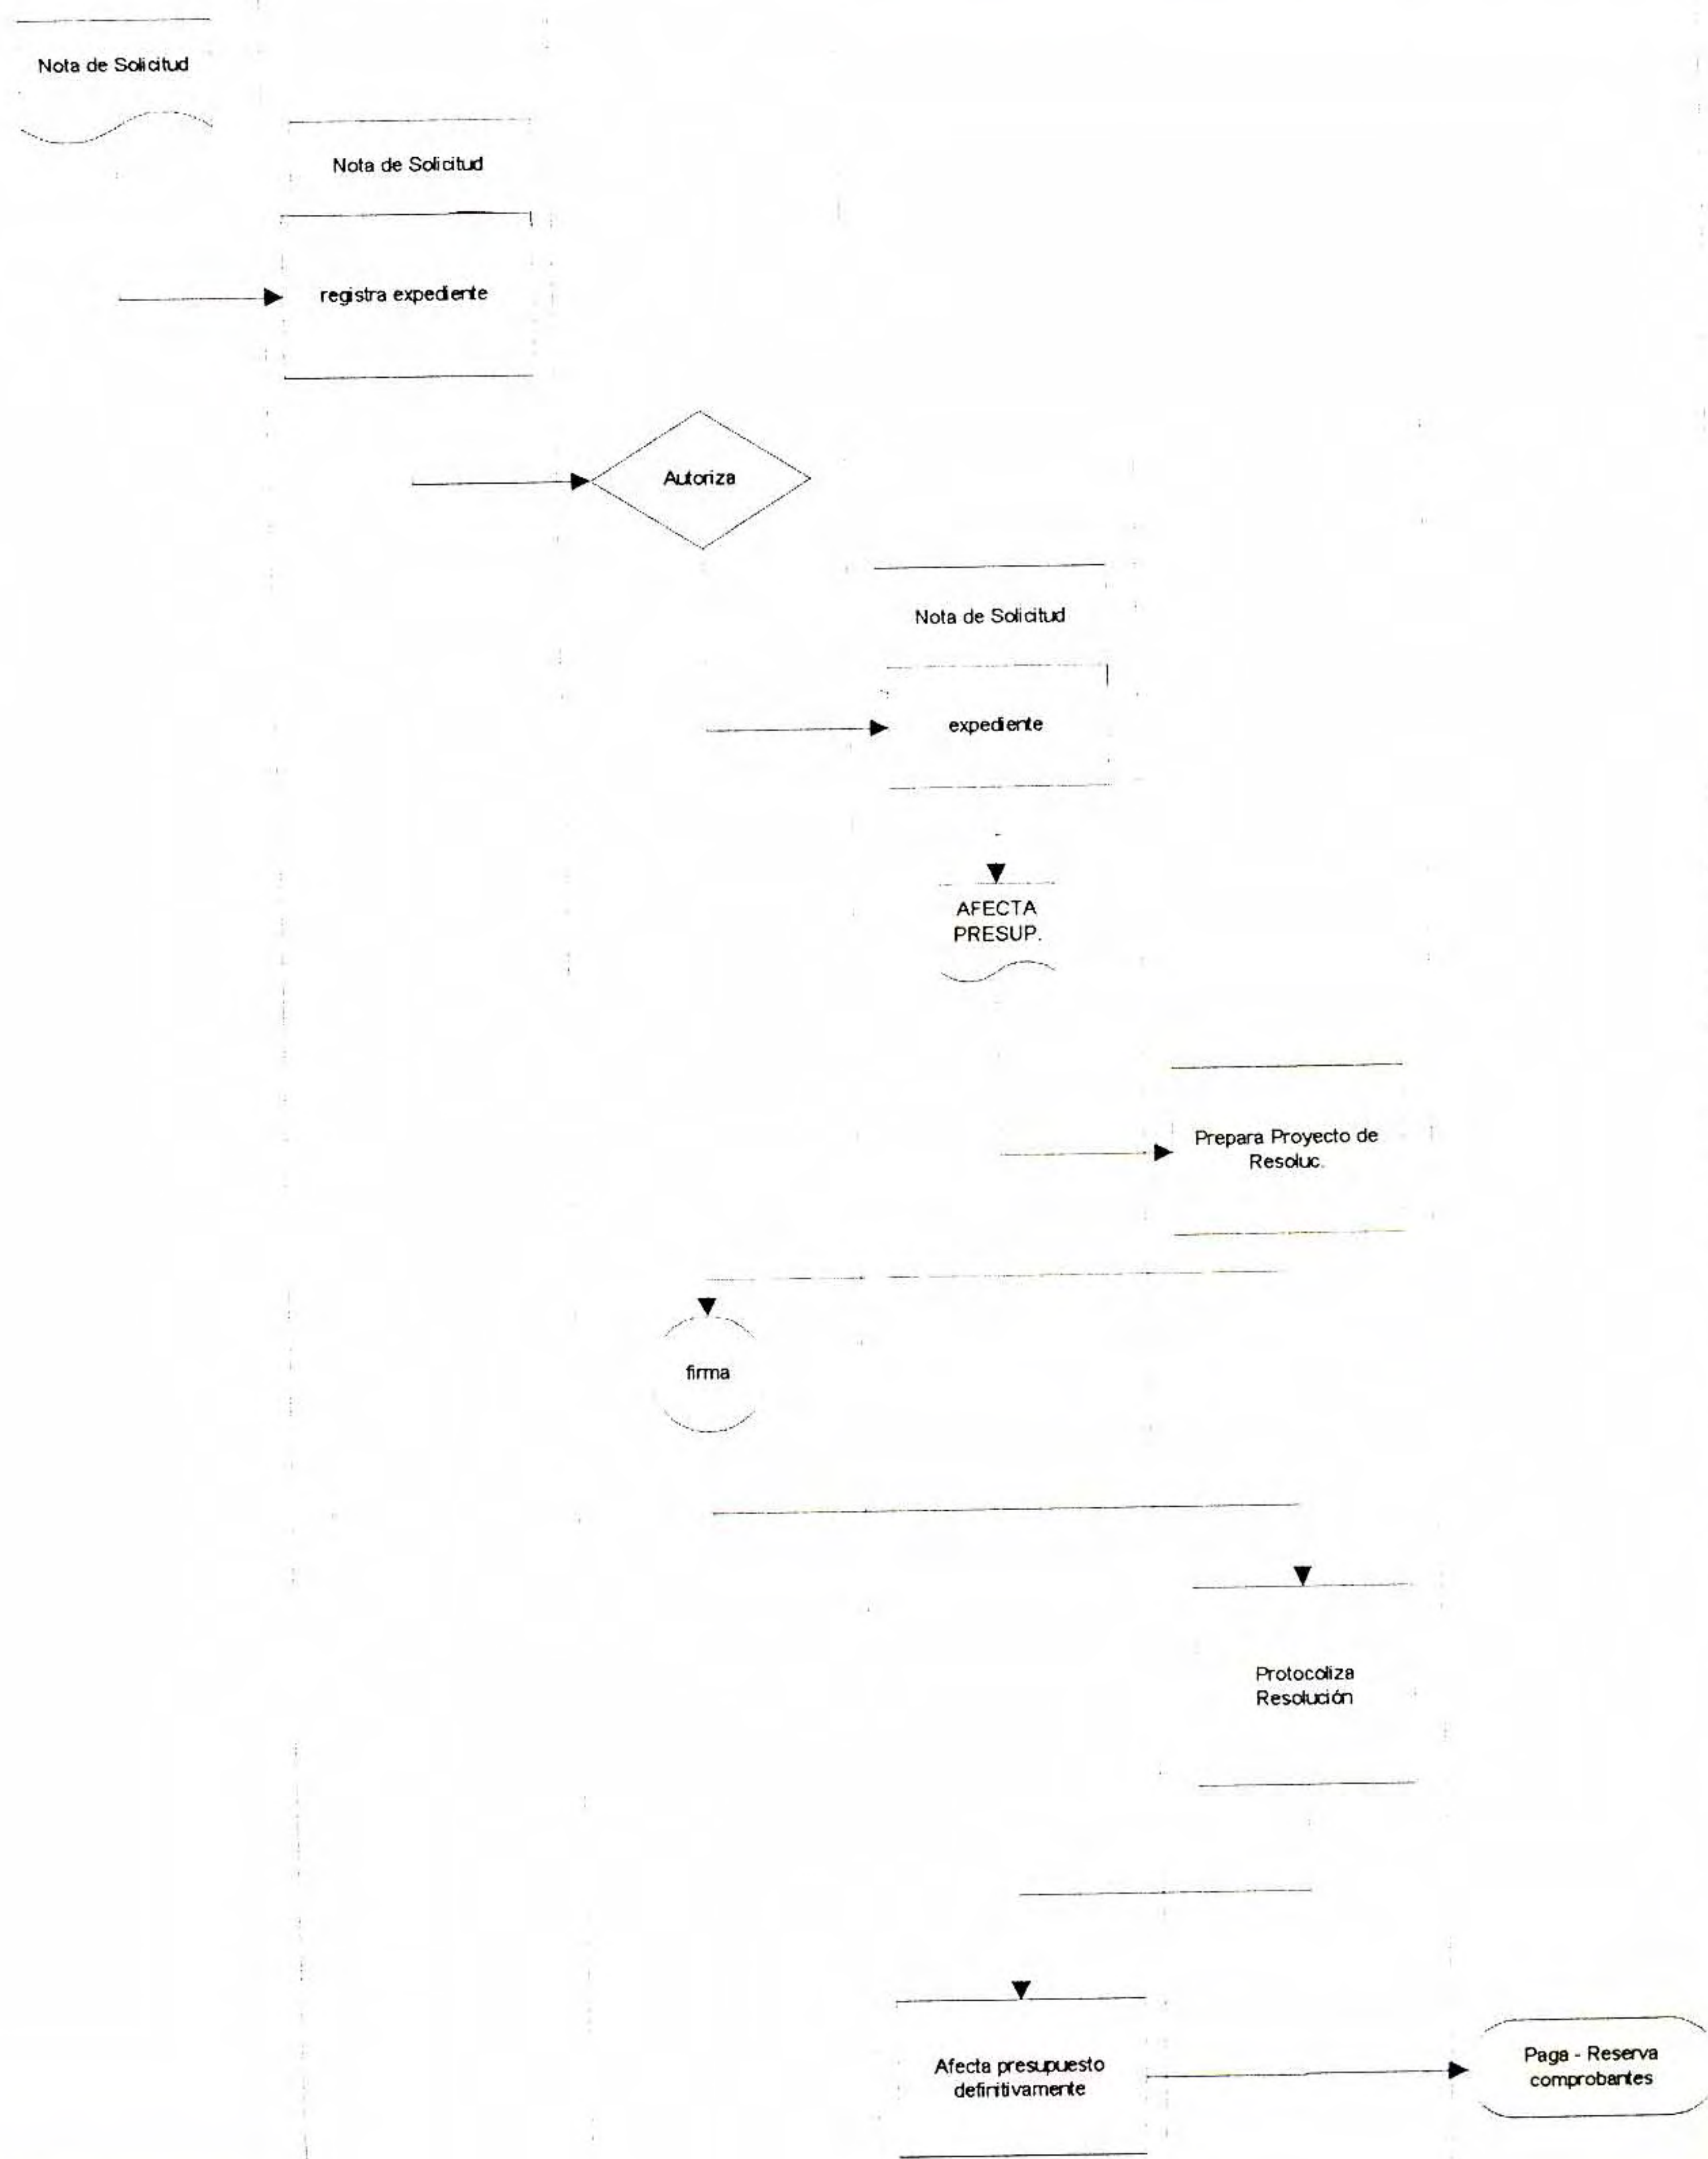 Nota de Solicitud
Nota de Solicitud
registra expediente
Autoriza
Nota de Solicitud
expediente
AFECTA
PRESUP.
Prepara Proyecto de
Resoluc.
firma
Protocoliza
Resolución
Afecta presupuesto
definitivamente
Paga - Reserva
comprobantes